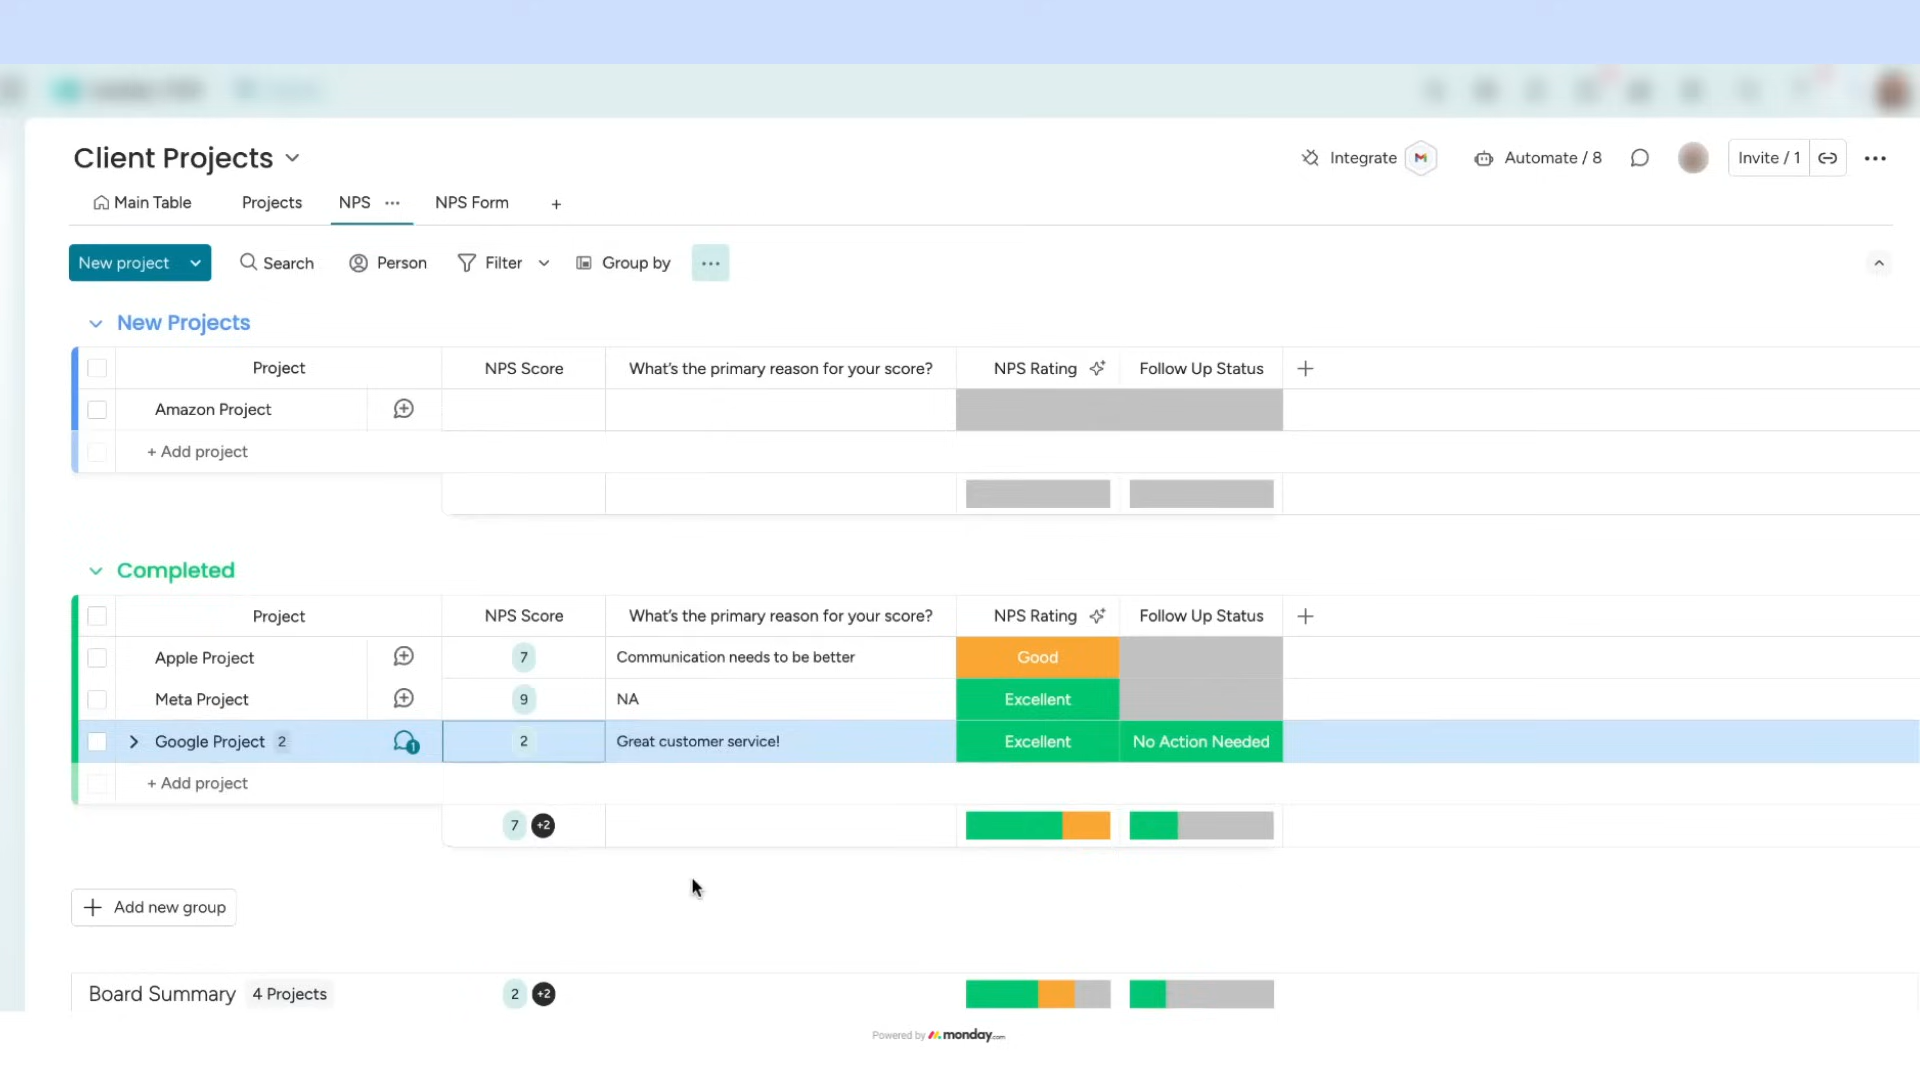 Client Projects
Integrate
Automate / 8
Invite / 1
Main Table
Projects
NPS
NPS Form
New project
Search
Person
Filter
Group by
New Projects
Project NPS Score What's the primary reason for your score? NPS Rating Follow Up Status
Amazon Project
+ Add project
Completed
Project NPS Score What's the primary reason for your score? NPS Rating Follow Up Status
Apple Project 7 Communication needs to be better Good
Meta Project 9 NA Excellent
Google Project 2 1 2 Great customer service! Excellent No Action Needed
+ Add project
7 +2
+ Add new group
Board Summary 4 Projects 2 +2
Powered by monday.com